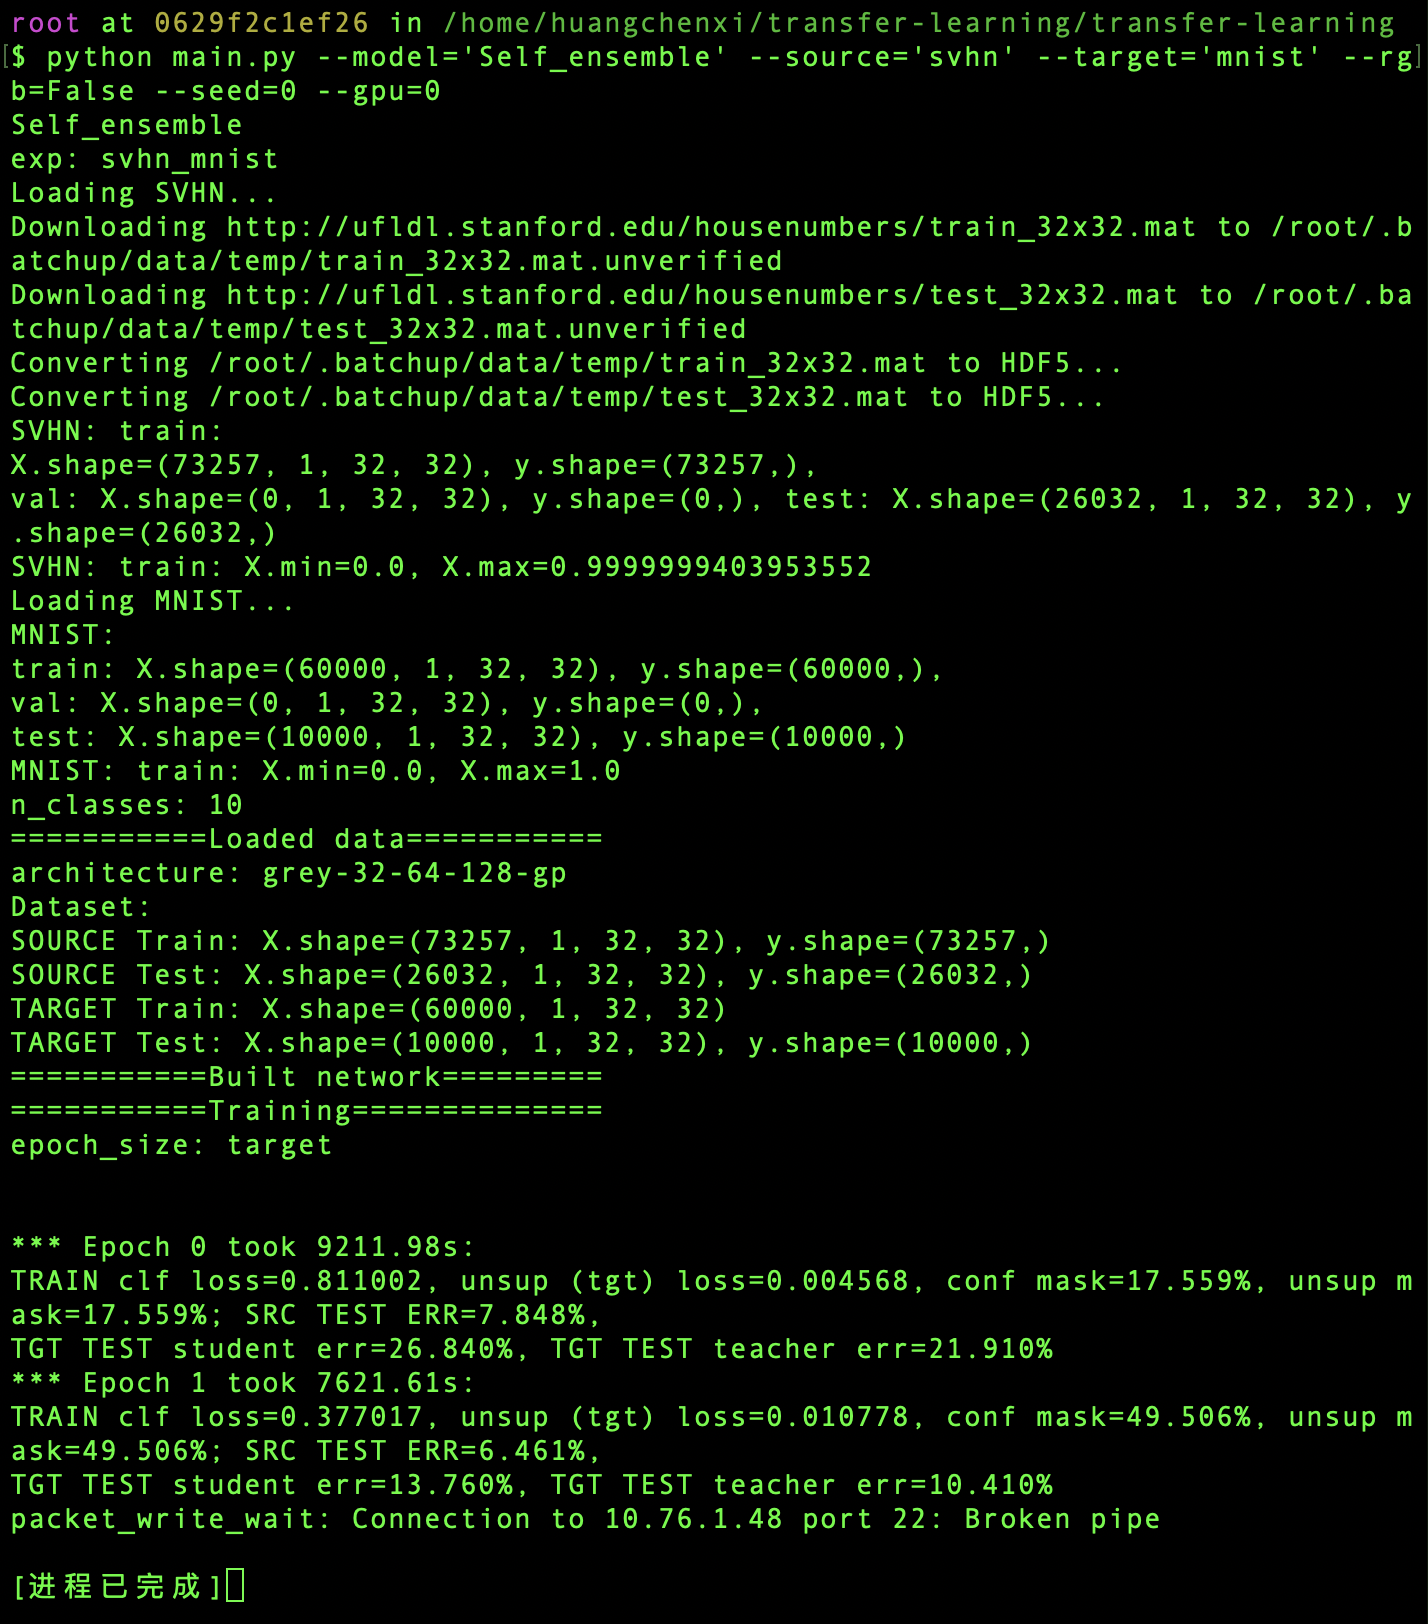 root at 0629f2c1ef26 in /home/huangchenxi/transfer-learning/transfer-learning
[$ python main.py --model='Self_ensemble'  --source='svhn' --target='mnist' --rg]
b=False --seed=0 --gpu=0
Self_ensemble
exp: svhn_mnist
Loading SVHN...
Downloading http://ufldl.stanford.edu/housenumbers/train_32x32.mat to /root/.b
atchup/data/temp/train_32x32.mat.unverified
Downloading http://ufldl.stanford.edu/housenumbers/test_32x32.mat to /root/.ba
tchup/data/temp/test_32x32.mat.unverified
Converting /root/.batchup/data/temp/train_32x32.mat to HDF5...
Converting /root/.batchup/data/temp/test_32x32.mat to HDF5...
SVHN: train:
X.shape=(73257, 1, 32, 32), y.shape=(73257,),
val: X.shape=(0, 1, 32, 32), y.shape=(0,), test: X.shape=(26032, 1, 32, 32), y
.shape=(26032,)
SVHN: train: X.min=0.0, X.max=0.9999999403953552
Loading MNIST...
MNIST:
train: X.shape=(60000, 1, 32, 32), y.shape=(60000,),
val: X.shape=(0, 1, 32, 32), y.shape=(0,),
test: X.shape=(10000, 1, 32, 32), y.shape=(10000,)
MNIST: train: X.min=0.0, X.max=1.0
n_classes: 10
===========Loaded data===========
architecture: grey-32-64-128-gp
Dataset:
SOURCE Train: X.shape=(73257, 1, 32, 32), y.shape=(73257,)
SOURCE Test: X.shape=(26032, 1, 32, 32), y.shape=(26032,)
TARGET Train: X.shape=(60000, 1, 32, 32)
TARGET Test: X.shape=(10000, 1, 32, 32), y.shape=(10000,)
===========Built network=========
===========Training==============
epoch_size: target
*** Epoch 0 took 9211.98s:
TRAIN clf loss=0.811002, unsup (tgt) loss=0.004568, conf mask=17.559%, unsup m
ask=17.559%; SRC TEST ERR=7.848%,
TGT TEST student err=26.840%, TGT TEST teacher err=21.910%
*** Epoch 1 took 7621.61s:
TRAIN clf loss=0.377017, unsup (tgt) loss=0.010778, conf mask=49.506%, unsup m
ask=49.506%; SRC TEST ERR=6.461%,
TGT TEST student err=13.760%, TGT TEST teacher err=10.410%
packet_write_wait: Connection to 10.76.1.48 port 22: Broken pipe
[进程已完成]